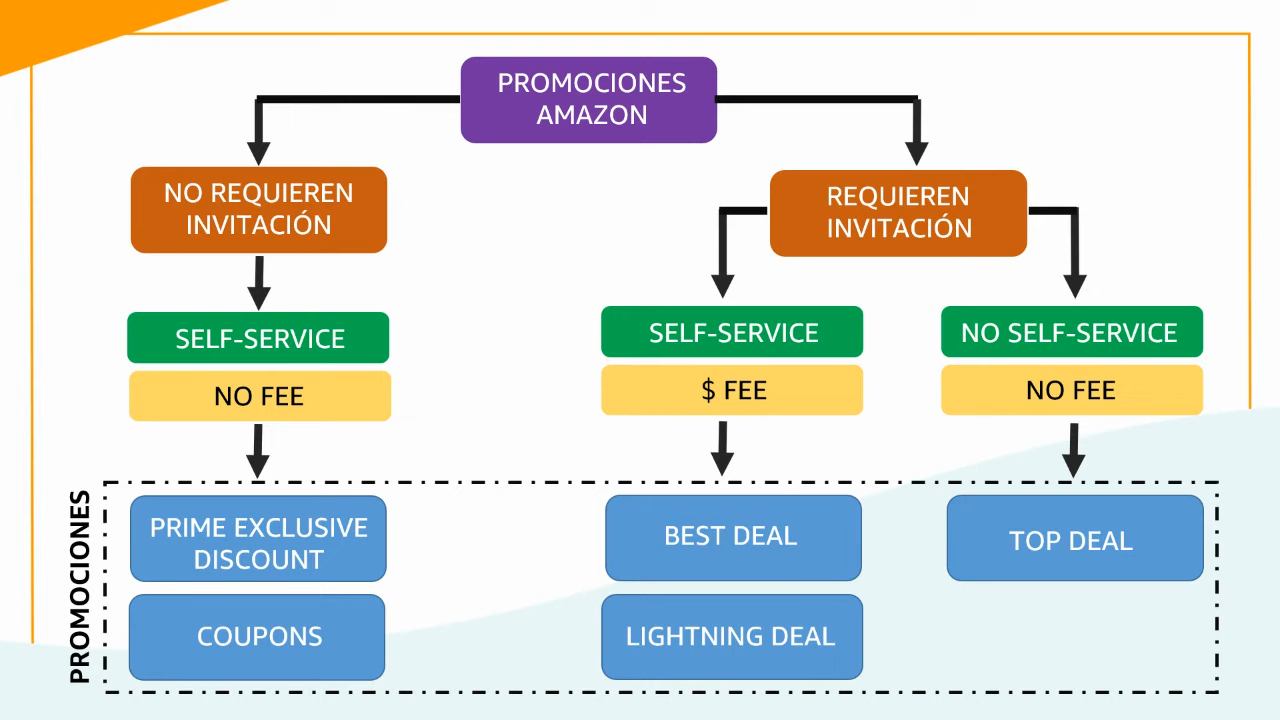 PROMOCIONES
AMAZON
NO REQUIEREN
INVITACIÓN
REQUIEREN
INVITACIÓN
SELF-SERVICE
NO FEE
SELF-SERVICE
$ FEE
NO SELF-SERVICE
NO FEE
PROMOCIONES
PRIME EXCLUSIVE
DISCOUNT
COUPONS
BEST DEAL
LIGHTNING DEAL
TOP DEAL